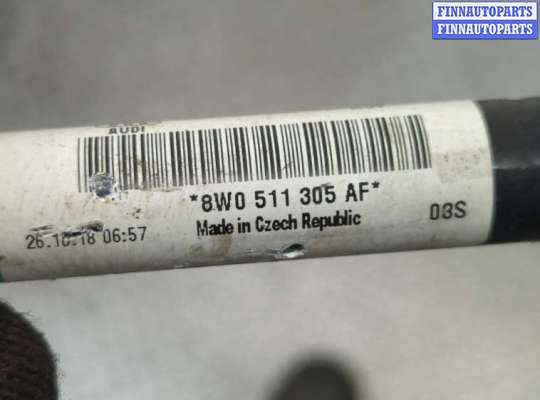 FINNAUTOPARTS
FINNAUTOPARTS
AUDI
*8W0 511 305 AF*
26.10.18 06:57
Made in Czech Republic
03S